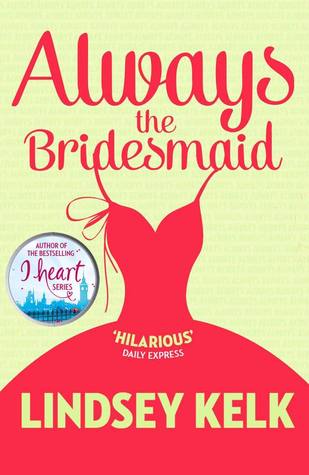 Always
the
Bridesmaid
AUTHOR OF
THE BESTSELLING
I heart
SERIES
'HILARIOUS'
DAILY EXPRESS
LINDSEY KELK